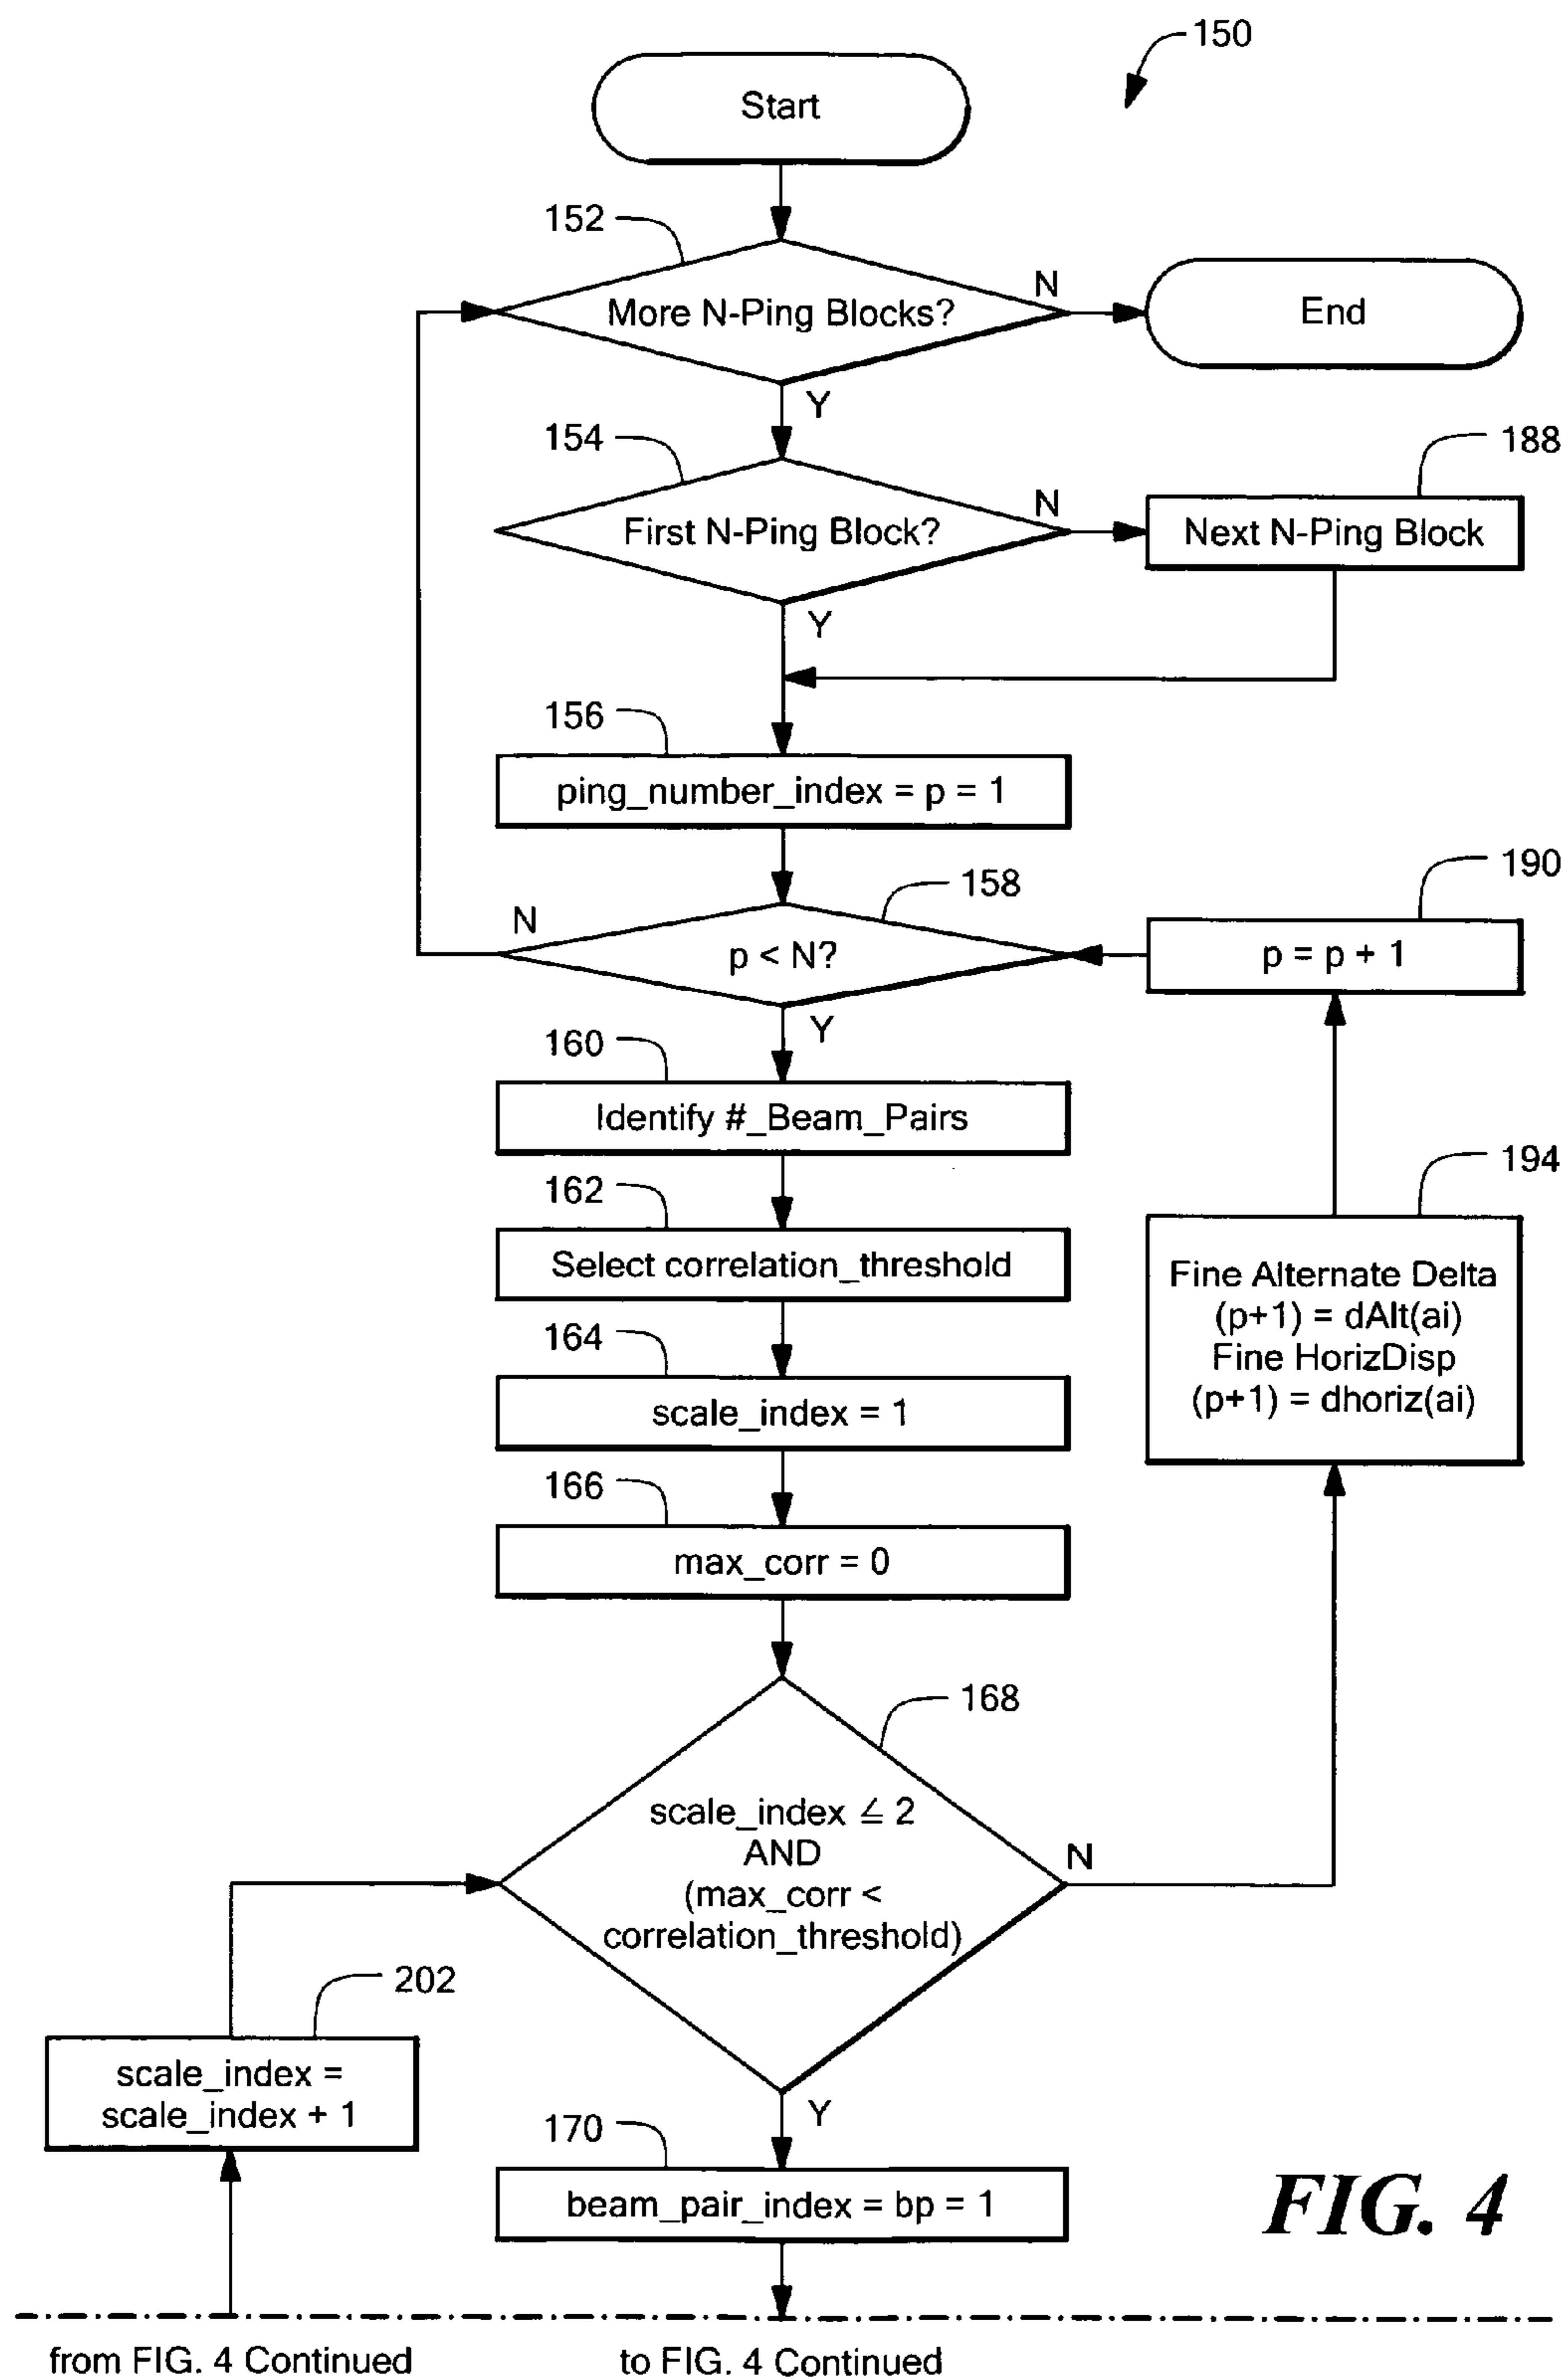 150
Start
152
More N-Ping Blocks?
N
End
Y
154
188
First N-Ping Block?
N
Next N-Ping Block
Y
156
ping_number_index = p = 1
158
190
N
p < N?
p = p + 1
Y
160
Identify #_Beam_Pairs
194
162
Select correlation_threshold
Fine Alternate Delta
(p+1) = dAlt(ai)
Fine HorizDisp
(p+1) = dhoriz(ai)
164
scale_index = 1
166
max_corr = 0
168
scale_index ≦ 2
AND
(max_corr <
correlation_threshold)
N
202
scale_index =
scale_index + 1
Y
170
beam_pair_index = bp = 1
FIG. 4
from FIG. 4 Continued
to FIG. 4 Continued